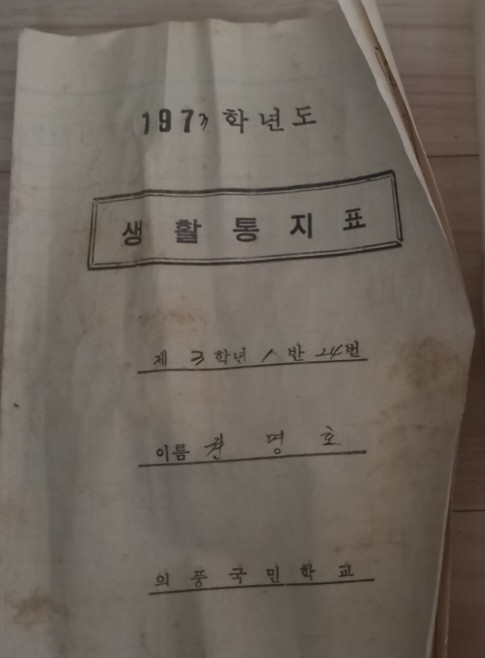 1977 학년도
생활통지표
제 3 학년 1 반 24 번
이름 권 명 호
의 풍 국 민 학 교